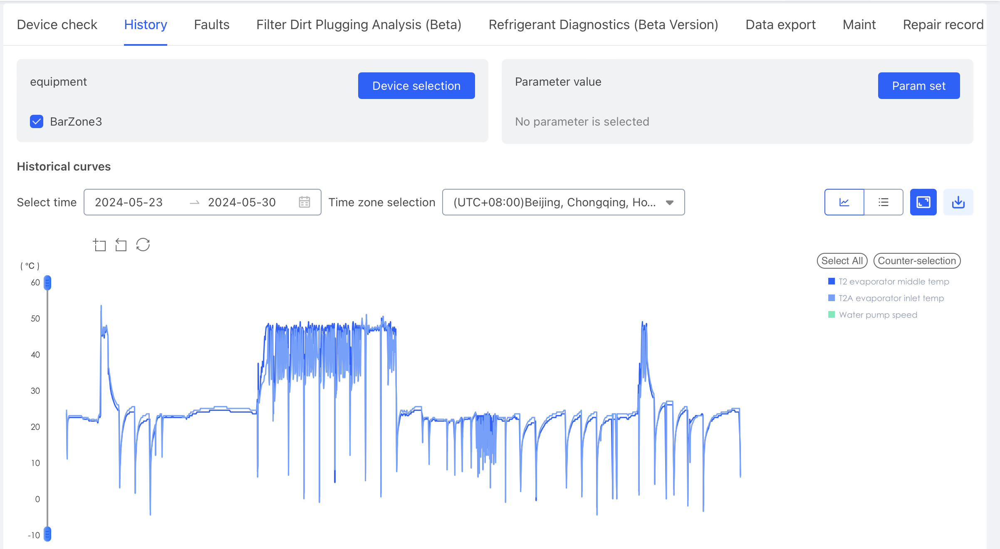 Device check History Faults Filter Dirt Plugging Analysis (Beta) Refrigerant Diagnostics (Beta Version) Data export Maint Repair record
equipment
Device selection
BarZone3
Parameter value
Param set
No parameter is selected
Historical curves
Select time 2024-05-23 → 2024-05-30 Time zone selection (UTC+08:00)Beijing, Chongqing, Ho...
Select All Counter-selection
T2 evaporator middle temp
T2A evaporator inlet temp
Water pump speed
( °C )
60
50
40
30
20
10
0
-10